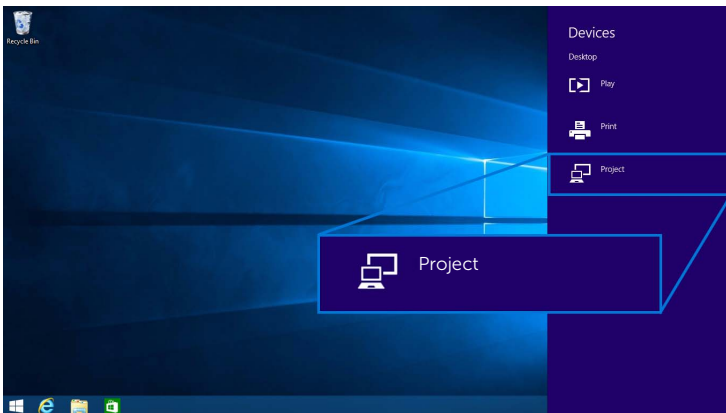 Recycle Bin
Devices
Desktop
Play
Print
Project
Project